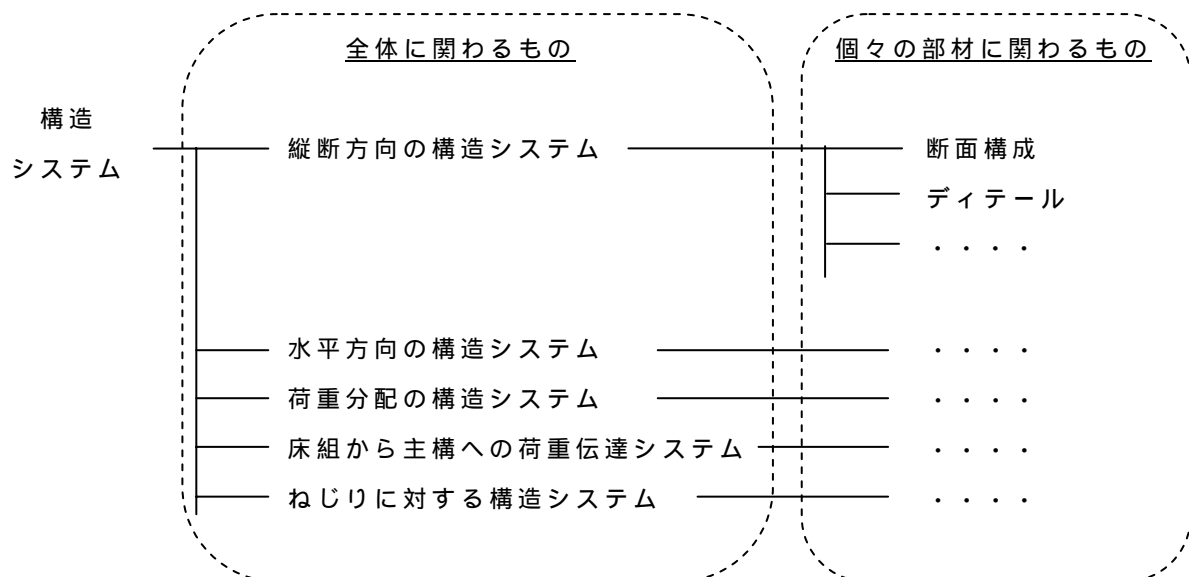 全体に関わるもの
個々の部材に関わるもの
構造
システム
縦断方向の構造システム
断面構成
ディテール
・・・・
水平方向の構造システム
・・・・
荷重分配の構造システム
・・・・
床組から主構への荷重伝達システム
・・・・
ねじりに対する構造システム
・・・・